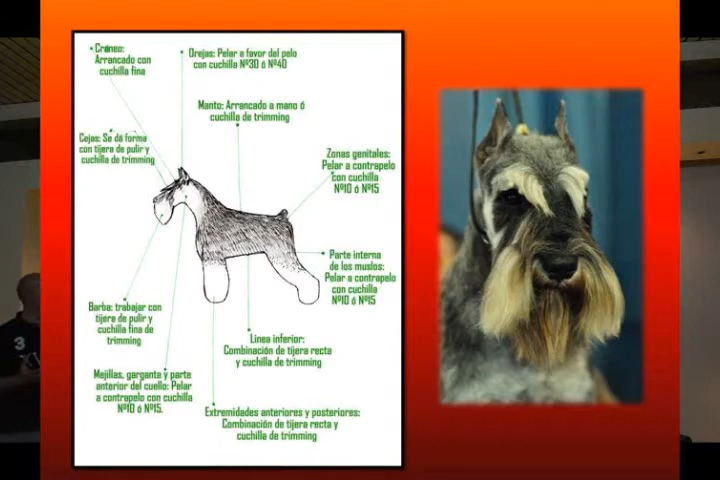 Cráneo:
Arrancado con
cuchilla fina
Orejas: Pelar a favor del pelo
con cuchilla Nº30 ó Nº40
Manto: Arrancado a mano ó
cuchilla de trimming
Cejas: Se dá forma
con tijera de pulir y
cuchilla de trimming
Zonas genitales:
Pelar a contrapelo
con cuchilla
Nº10 ó Nº15
Parte interna
de los muslos:
Pelar a contrapelo
con cuchilla
Nº10 ó Nº15
Barba: trabajar con
tijera de pulir y
cuchilla fina de
trimming
Linea inferior:
Combinación de tijera recta
y cuchilla de trimming
Mejillas, garganta y parte
anterior del cuello: Pelar
a contrapelo con cuchilla
Nº10 ó Nº15.
Extremidades anteriores y posteriores:
Combinación de tijera recta y
cuchilla de trimming
3